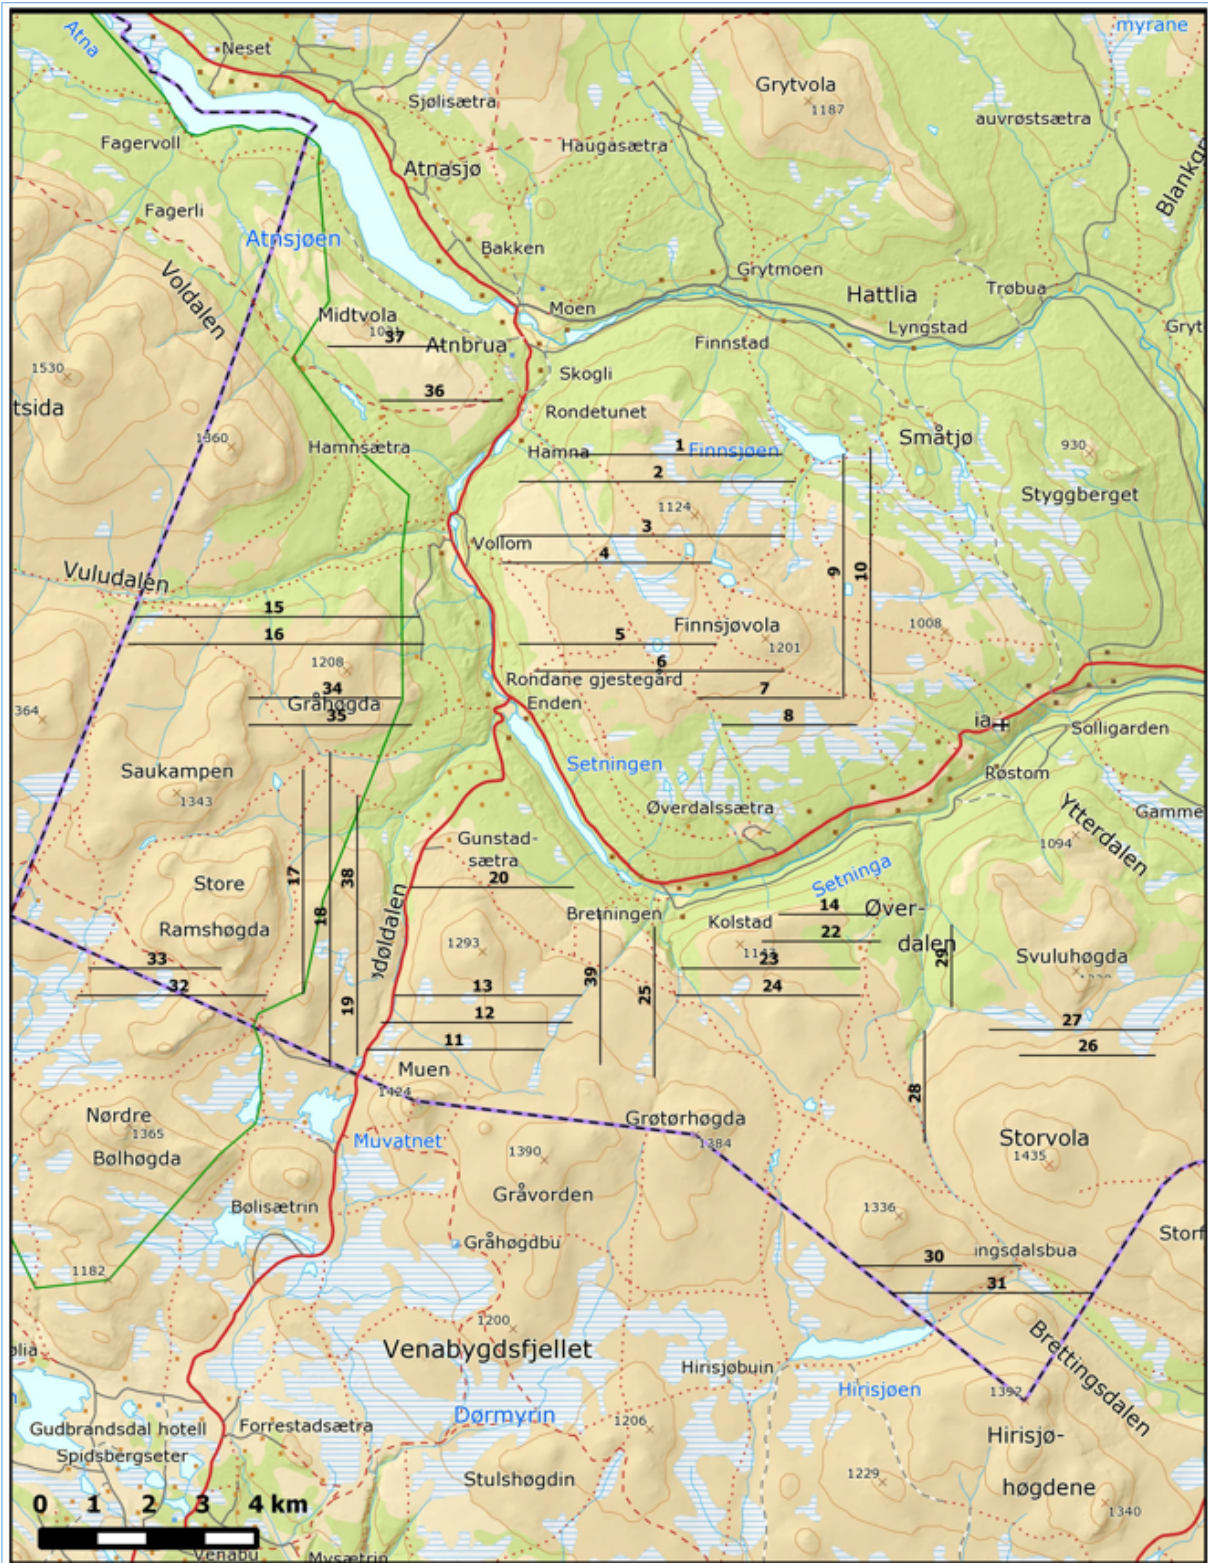 Atna
Neset
myrane
Grytvola
1187
Sjølisætra
auvrøstsætra
Fagervoll
Haugasætra
Atnasjø
Fagerli
Atnsjøen
Bakken
Voldalen
Grytmoen
Hattlia
Trøbua
Moen
Midtvola
1021
37
Atnbrua
Lyngstad
Gryt
Finnstad
1530
Skogli
tsida
36
Rondetunet
1360
Hamnsætra
Hamna
1
Finnsjøen
Småtjø
930
2
Styggberget
1124
3
Vollom
4
9
10
Vuludalen
15
16
5
Finnsjøvola
1008
1201
1208
6
Rondane gjestegård
34
Gråhøgda
35
7
Enden
8
364
ia
Solligarden
Saukampen
1343
Setningen
Røstom
Øverdalssætra
Gamme
Ytterdalen
1094
Gunstad-
sætra
20
17
38
Store
Ramshøgda
18
Setninga
Bretningen
14
Øver-
Kolstad
22
dalen
29
1293
33
23
Svuluhøgda
32
13
39
25
24
19
12
27
11
26
Muen
1424
28
Nørdre
1365
Bølhøgda
Muvatnet
Grøtørhøgda
1384
Storvola
1435
1390
Gråvorden
Bølisætrin
1336
Storf
Gråhøgdbu
ingsdalsbua
30
1182
31
1200
Venabygdsfjellet
Brettingsdalen
ølia
Hirisjøbuin
Hirisjøen
1392
Dørmyrin
1206
Gudbrandsdal hotell
Forrestadsætra
Spidsbergseter
Hirisjø-
høgdene
Stulshøgdin
1229
1340
0 1 2 3 4 km
Venabu
Mysætrin